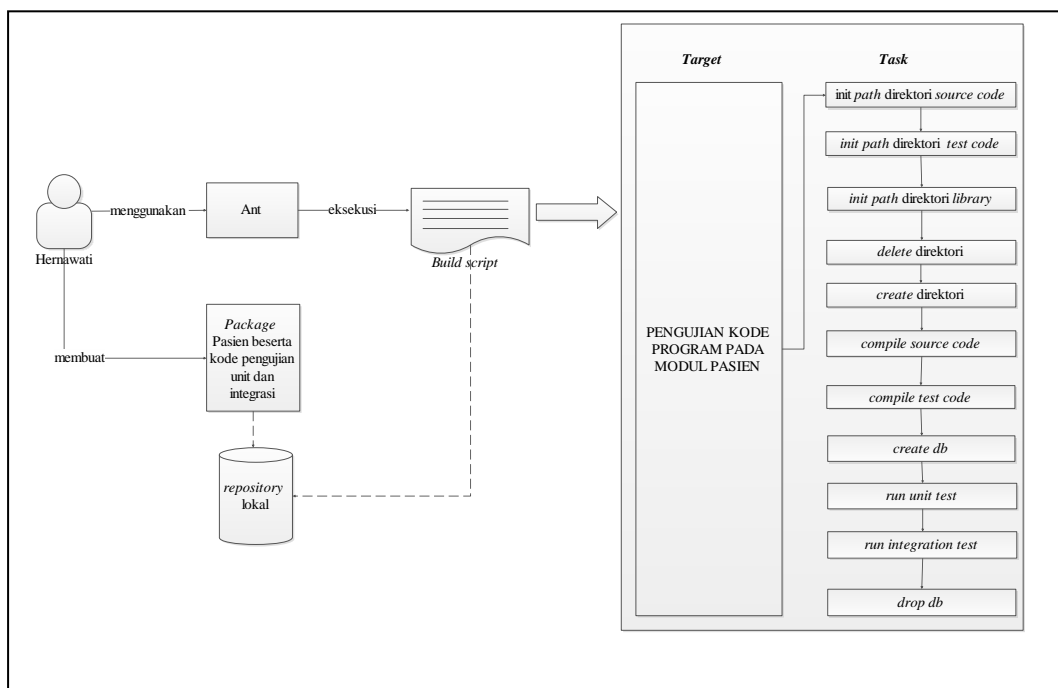 Target
Task
init path direktori source code
init path direktori test code
init path direktori library
delete direktori
create direktori
compile source code
compile test code
create db
run unit test
run integration test
drop db
PENGUJIAN KODE
PROGRAM PADA
MODUL PASIEN
Hernawati
menggunakan
Ant
eksekusi
Build script
membuat
Package
Pasien beserta
kode pengujian
unit dan
integrasi
repository
lokal